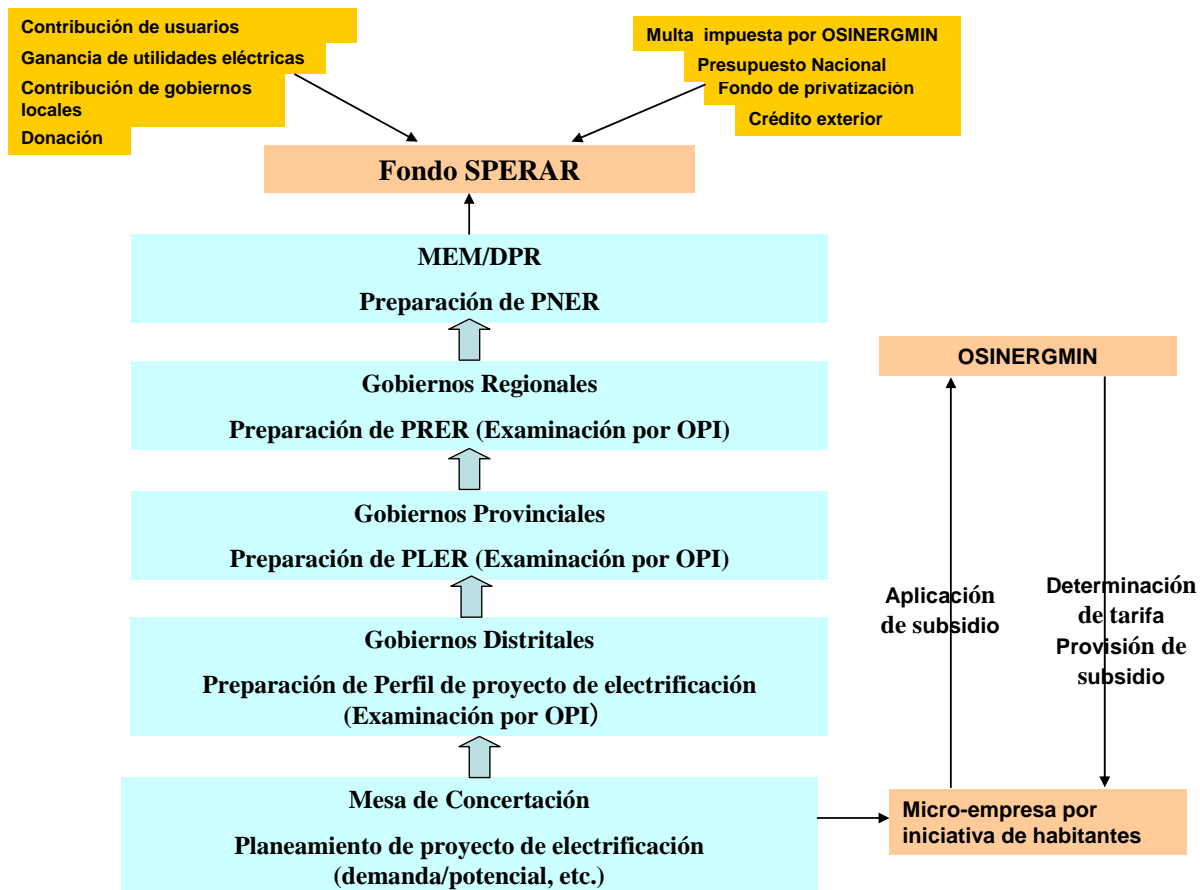 Contribución de usuarios
Ganancia de utilidades eléctricas
Contribución de gobiernos
locales
Donación
Multa impuesta por OSINERGMIN
Presupuesto Nacional
Fondo de privatización
Crédito exterior
Fondo SPERAR
MEM/DPR
Preparación de PNER
Gobiernos Regionales
Preparación de PRER (Examinación por OPI)
Gobiernos Provinciales
Preparación de PLER (Examinación por OPI)
Gobiernos Distritales
Preparación de Perfil de proyecto de electrificación
(Examinación por OPI)
Mesa de Concertación
Planeamiento de proyecto de electrificación
(demanda/potencial, etc.)
OSINERGMIN
Aplicación
de subsidio
Determinación
de tarifa
Provisión de
subsidio
Micro-empresa por
iniciativa de habitantes